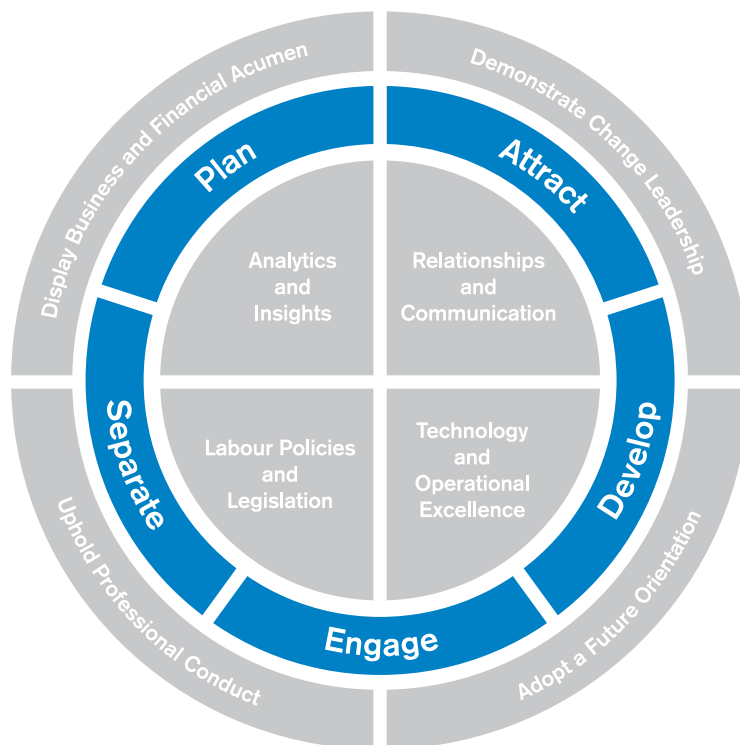 Display Business and Financial Acumen
Demonstrate Change Leadership
Plan
Attract
Analytics
and
Insights
Relationships
and
Communication
Separate
Develop
Labour Policies
and
Legislation
Technology
and
Operational
Excellence
Engage
Uphold Professional Conduct
Adopt a Future Orientation